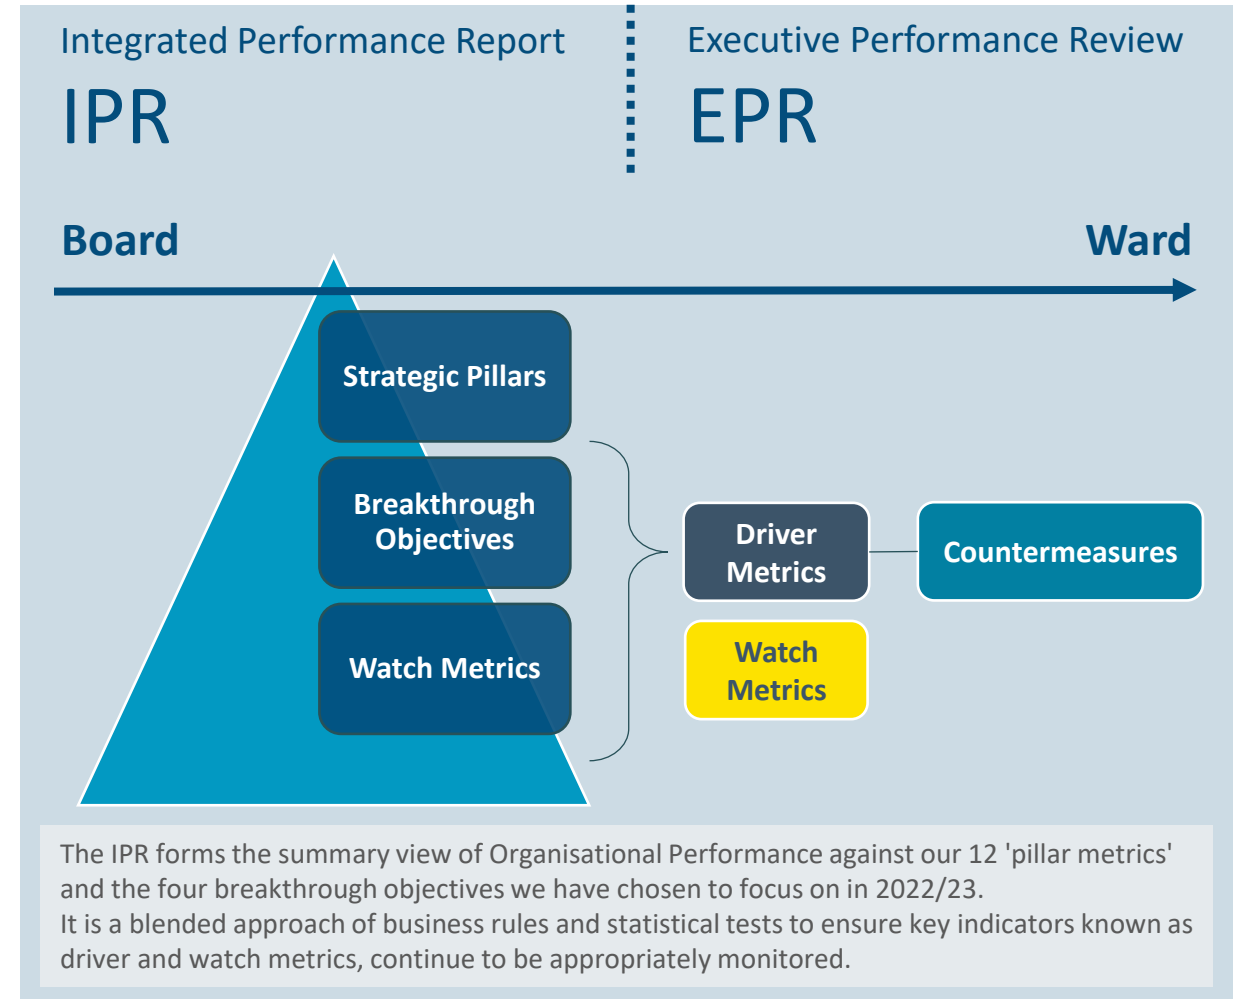 Integrated Performance Report
IPR
Executive Performance Review
EPR
Board
Ward
Strategic Pillars
Breakthrough
Objectives
Watch Metrics
Driver
Metrics
Countermeasures
Watch
Metrics
The IPR forms the summary view of Organisational Performance against our 12 'pillar metrics'
and the four breakthrough objectives we have chosen to focus on in 2022/23.
It is a blended approach of business rules and statistical tests to ensure key indicators known as
driver and watch metrics, continue to be appropriately monitored.